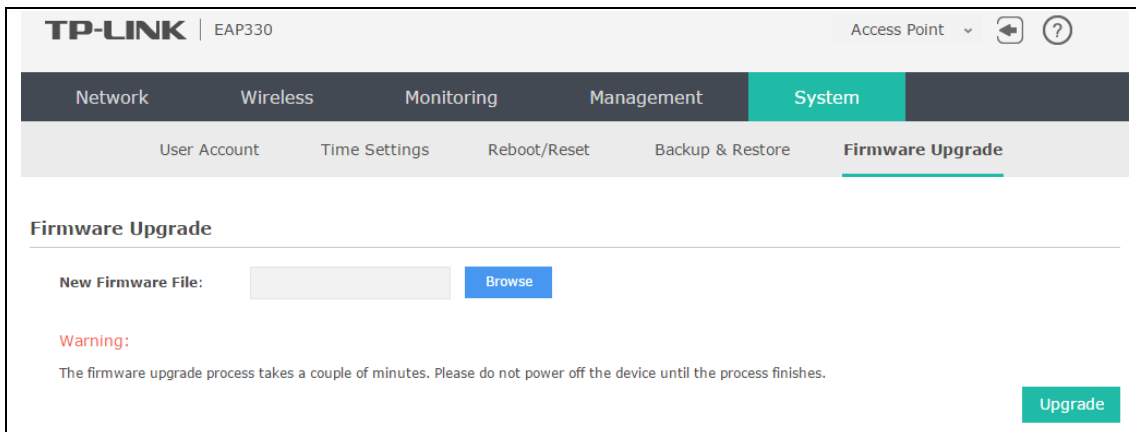 TP-LINK | EAP330 Access Point ?
Network Wireless Monitoring Management System
User Account Time Settings Reboot/Reset Backup & Restore Firmware Upgrade
Firmware Upgrade
New Firmware File: Browse
Warning:
The firmware upgrade process takes a couple of minutes. Please do not power off the device until the process finishes.
Upgrade